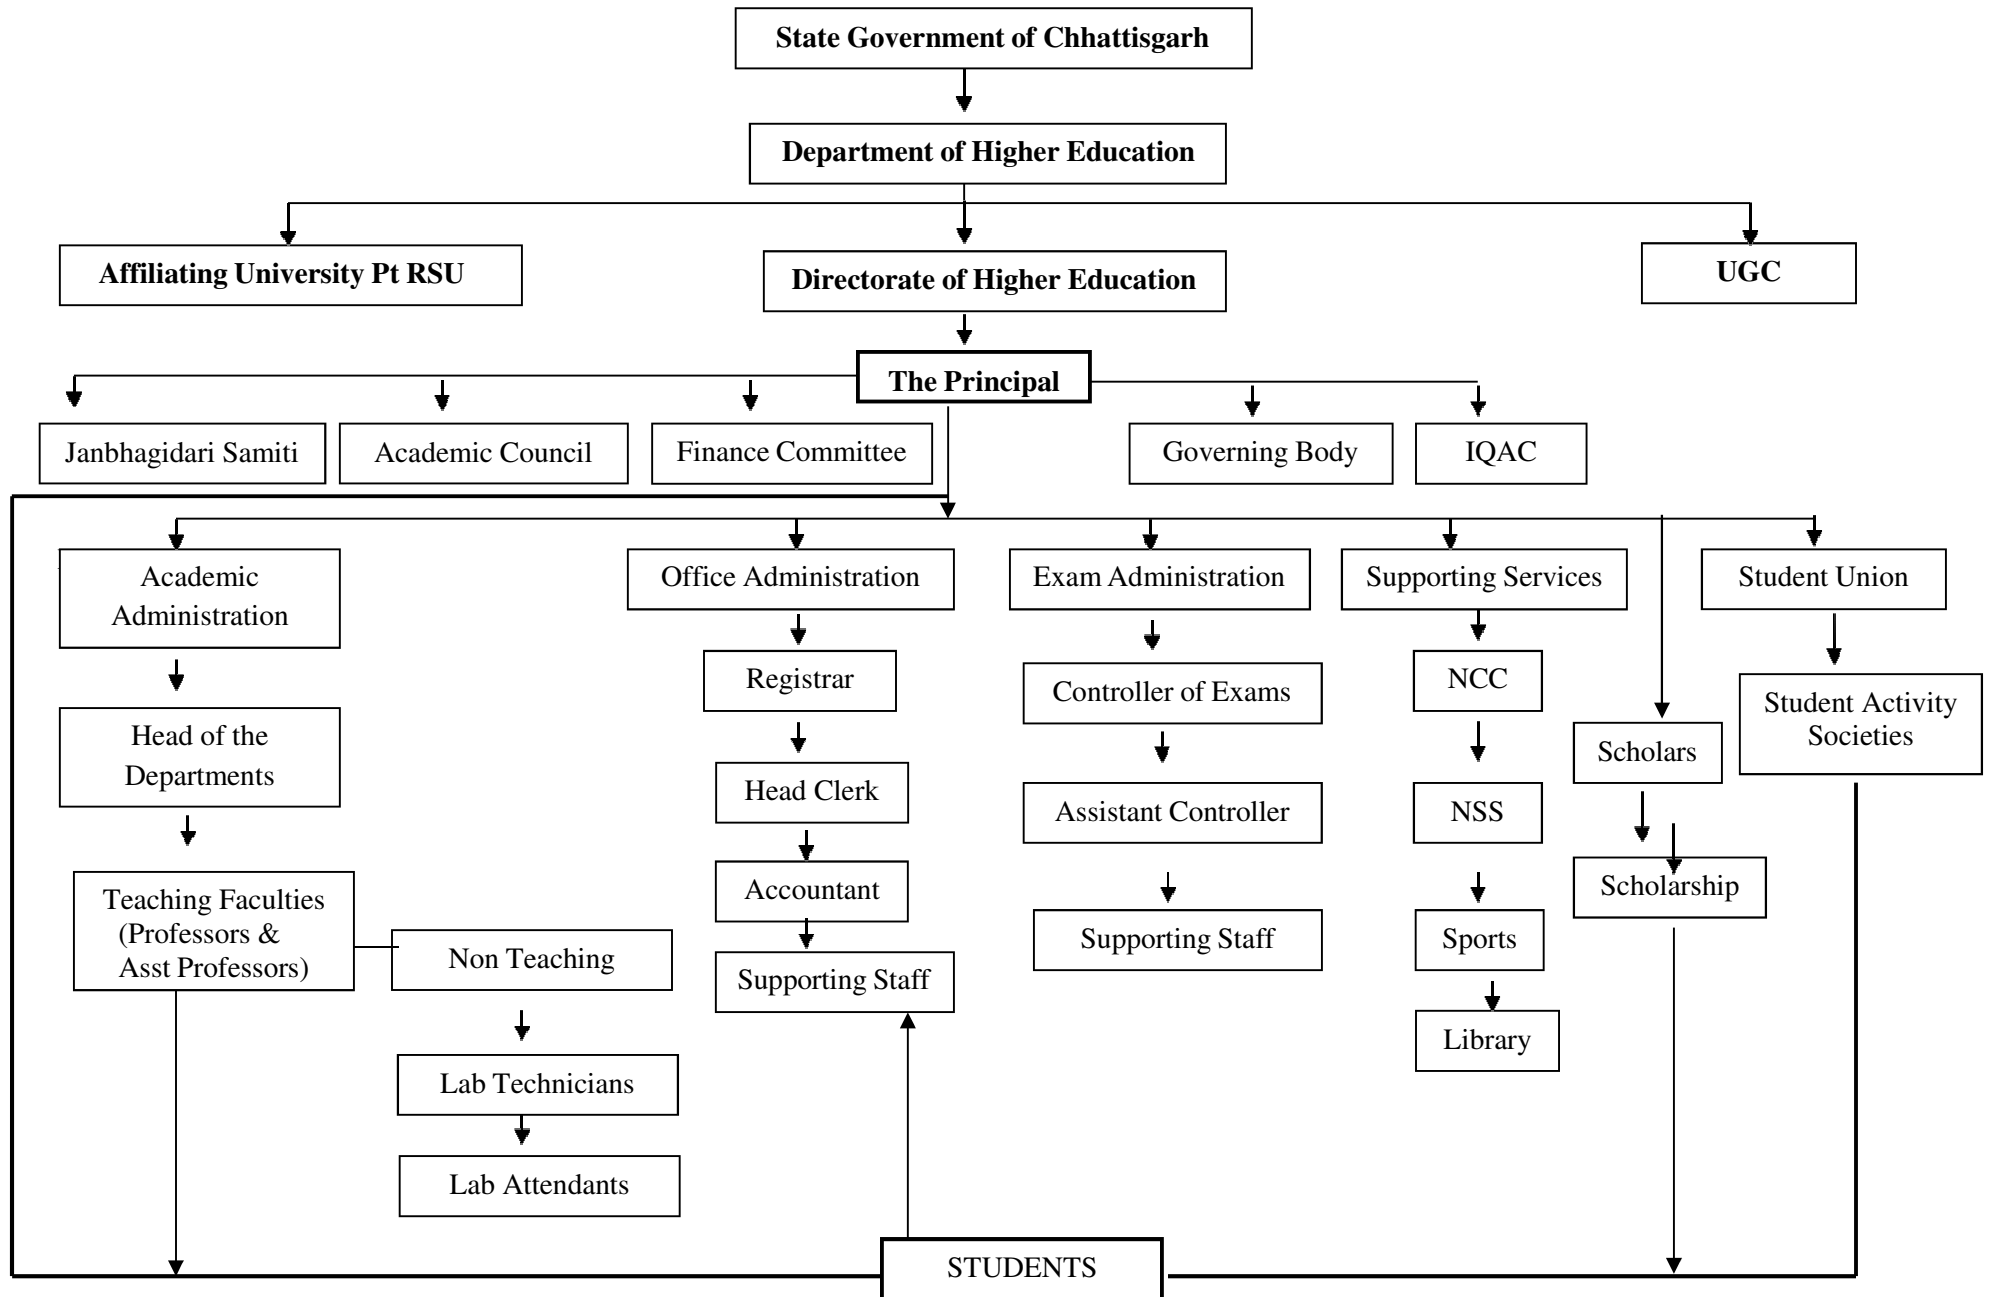 State Government of Chhattisgarh
Department of Higher Education
Affiliating University Pt RSU
Directorate of Higher Education
UGC
The Principal
Janbhagidari Samiti
Academic Council
Finance Committee
Governing Body
IQAC
Academic
Administration
Office Administration
Exam Administration
Supporting Services
Student Union
Head of the
Departments
Registrar
Controller of Exams
NCC
Scholars
Student Activity
Societies
Head Clerk
Assistant Controller
NSS
Teaching Faculties
(Professors &
Asst Professors)
Accountant
Scholarship
Non Teaching
Supporting Staff
Supporting Staff
Sports
Library
Lab Technicians
Lab Attendants
STUDENTS